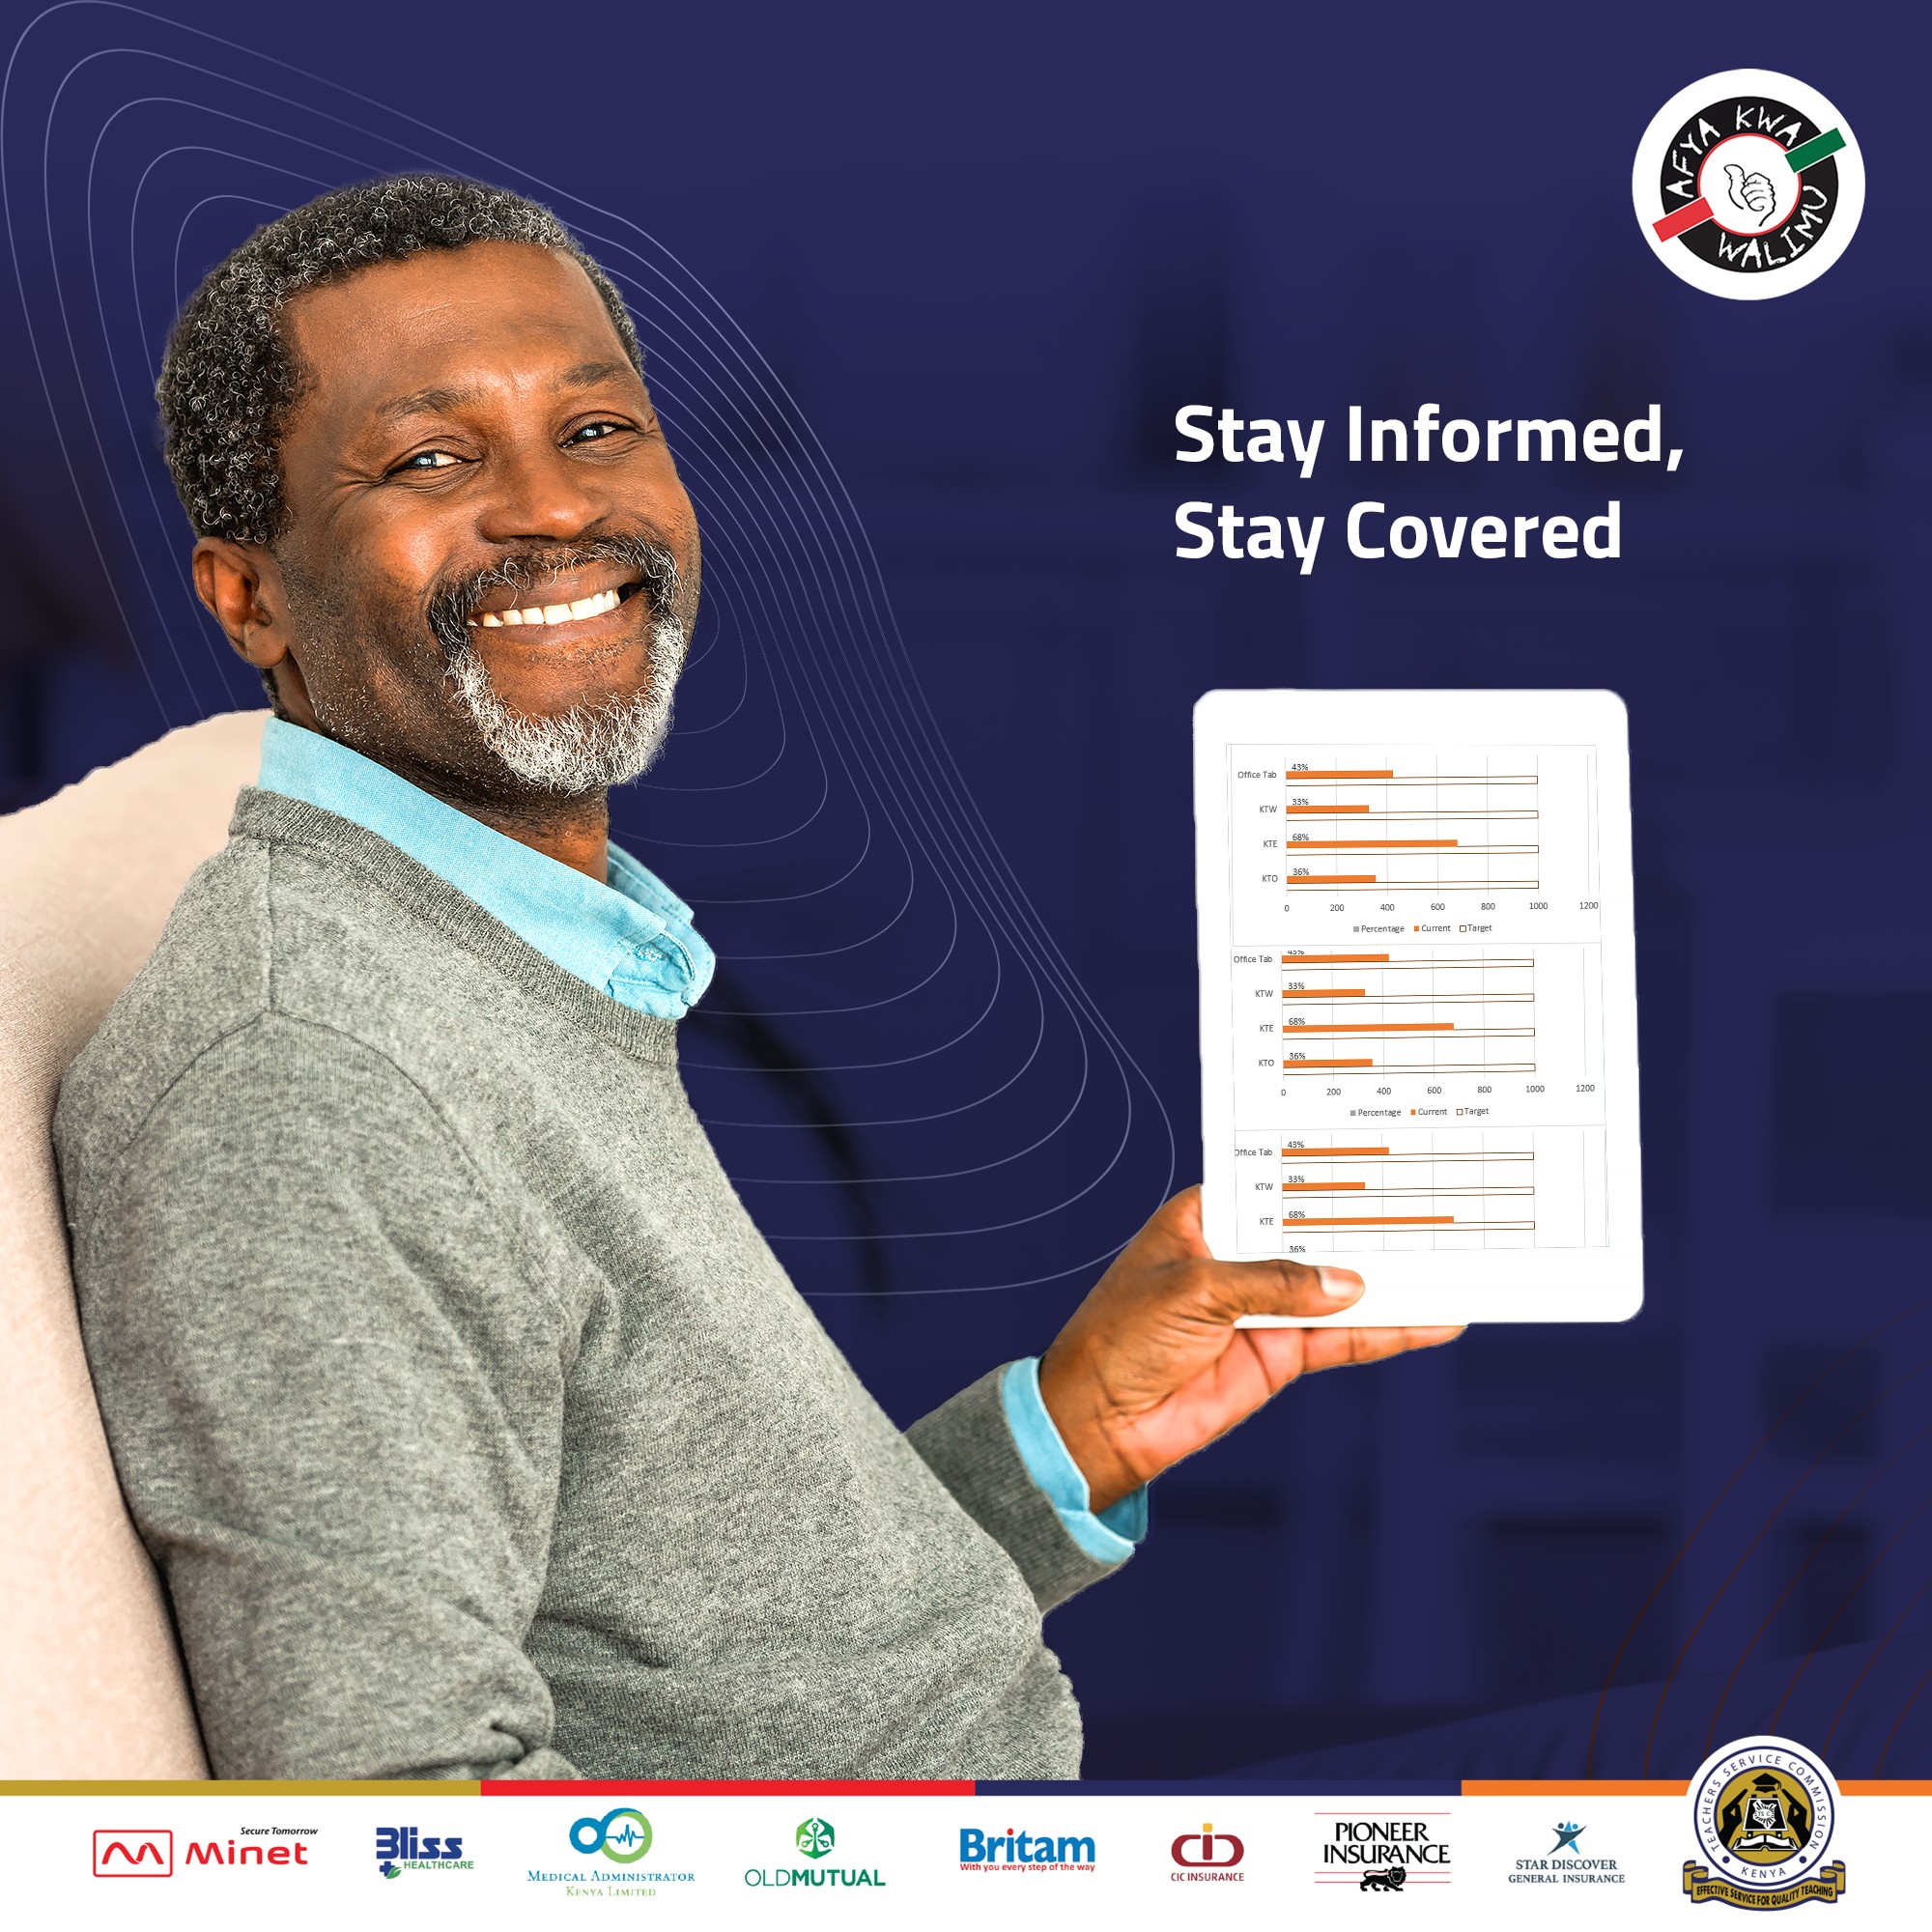 AFYA KWA
WALIMU
Stay Informed,
Stay Covered
43%
Office Tab
33%
KTW
68%
KTE
36%
KTO
0 200 400 600 800 1000 1200
Percentage Current Target
Office Tab
33%
KTW
68%
KTE
36%
KTO
0 200 400 600 800 1000 1200
Percentage Current Target
43%
Office Tab
33%
KTW
68%
KTE
36%
Secure Tomorrow
Minet
Bliss
HEALTHCARE
MEDICAL ADMINISTRATOR
KENYA LIMITED
OLDMUTUAL
Britam
With you every step of the way
CIC INSURANCE
PIONEER
INSURANCE
STAR DISCOVER
GENERAL INSURANCE
TEACHERS SERVICE COMMISSION
KENYA
EFFECTIVE SERVICE FOR QUALITY TEACHING